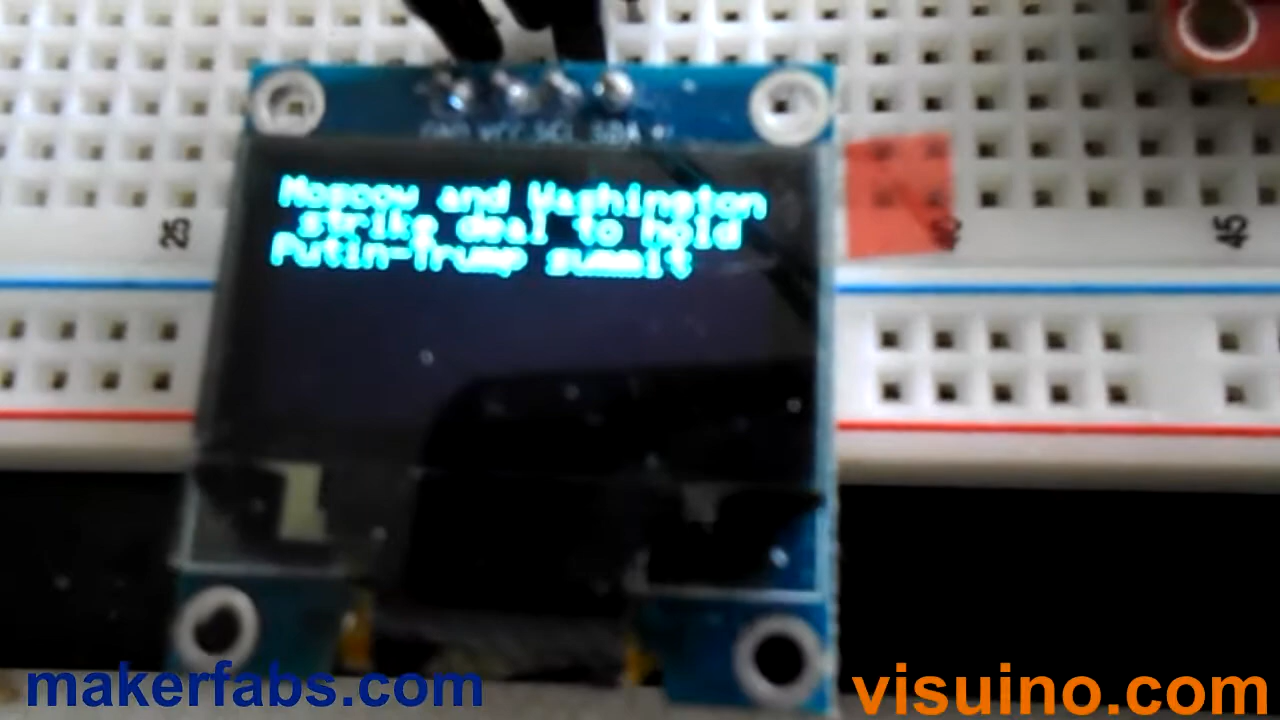 GND VCC SCL SDA
Moscow and Washington
strike deal to hold
Putin-Trump summit
25
45
makerfabs.com
visuino.com